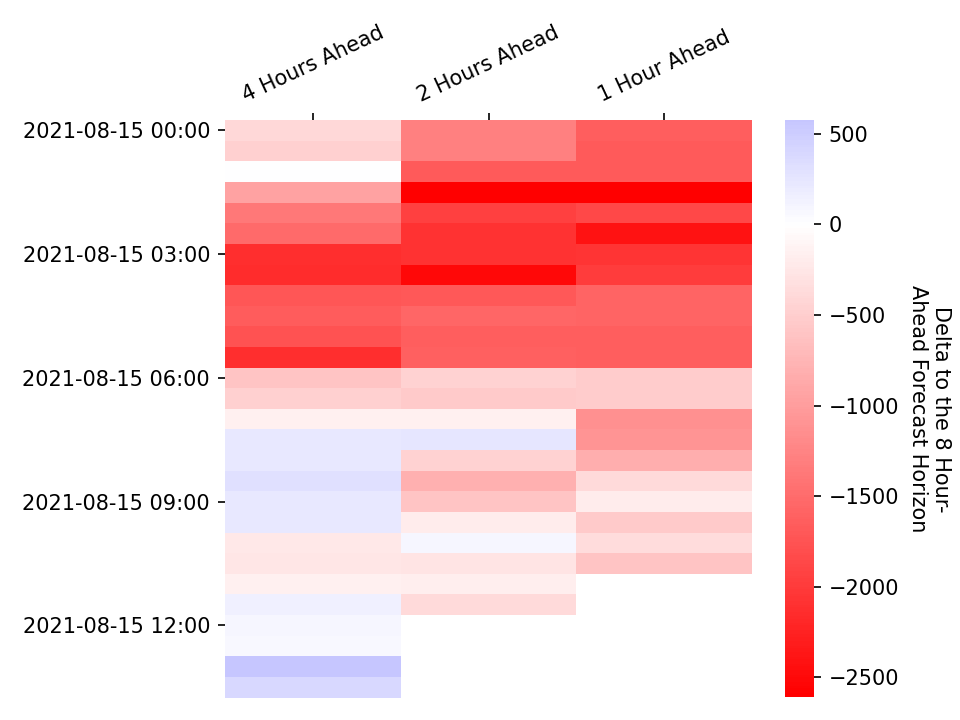 4 Hours Ahead
2 Hours Ahead
1 Hour Ahead
2021-08-15 00:00
2021-08-15 03:00
2021-08-15 06:00
2021-08-15 09:00
2021-08-15 12:00
500
0
−500
−1000
−1500
−2000
−2500
Delta to the 8 Hour-
Ahead Forecast Horizon